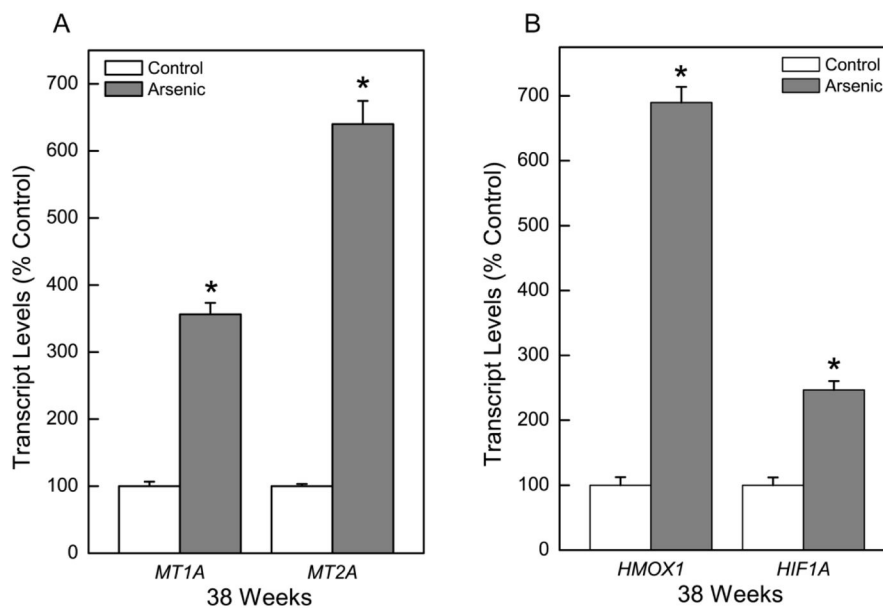 A
Transcript Levels (% Control)
700
600
500
400
300
200
100
0
Control
Arsenic
*
*
MT1A MT2A
38 Weeks
B
Transcript Levels (% Control)
700
600
500
400
300
200
100
0
Control
Arsenic
*
*
HMOX1 HIF1A
38 Weeks